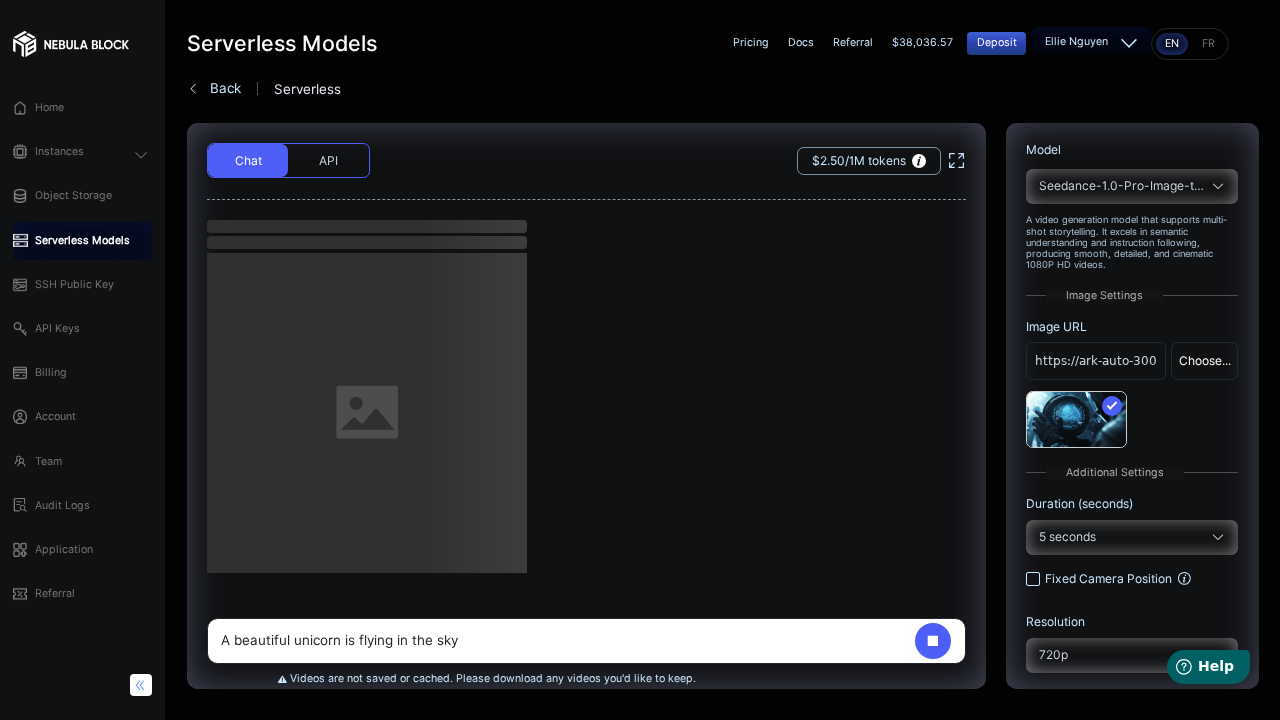 NEBULA BLOCK
Home
Instances
Object Storage
Serverless Models
SSH Public Key
API Keys
Billing
Account
Team
Audit Logs
Application
Referral
Serverless Models
Pricing
Docs
Referral
$38,036.57
Deposit
Ellie Nguyen
EN
FR
Back
Serverless
Chat
API
$2.50/1M tokens
A beautiful unicorn is flying in the sky
Videos are not saved or cached. Please download any videos you'd like to keep.
Model
Seedance-1.0-Pro-Image-t...
A video generation model that supports multi-
shot storytelling. It excels in semantic
understanding and instruction following,
producing smooth, detailed, and cinematic
1080P HD videos.
Image Settings
Image URL
https://ark-auto-300
Choose...
Additional Settings
Duration (seconds)
5 seconds
Fixed Camera Position
Resolution
720p
Help